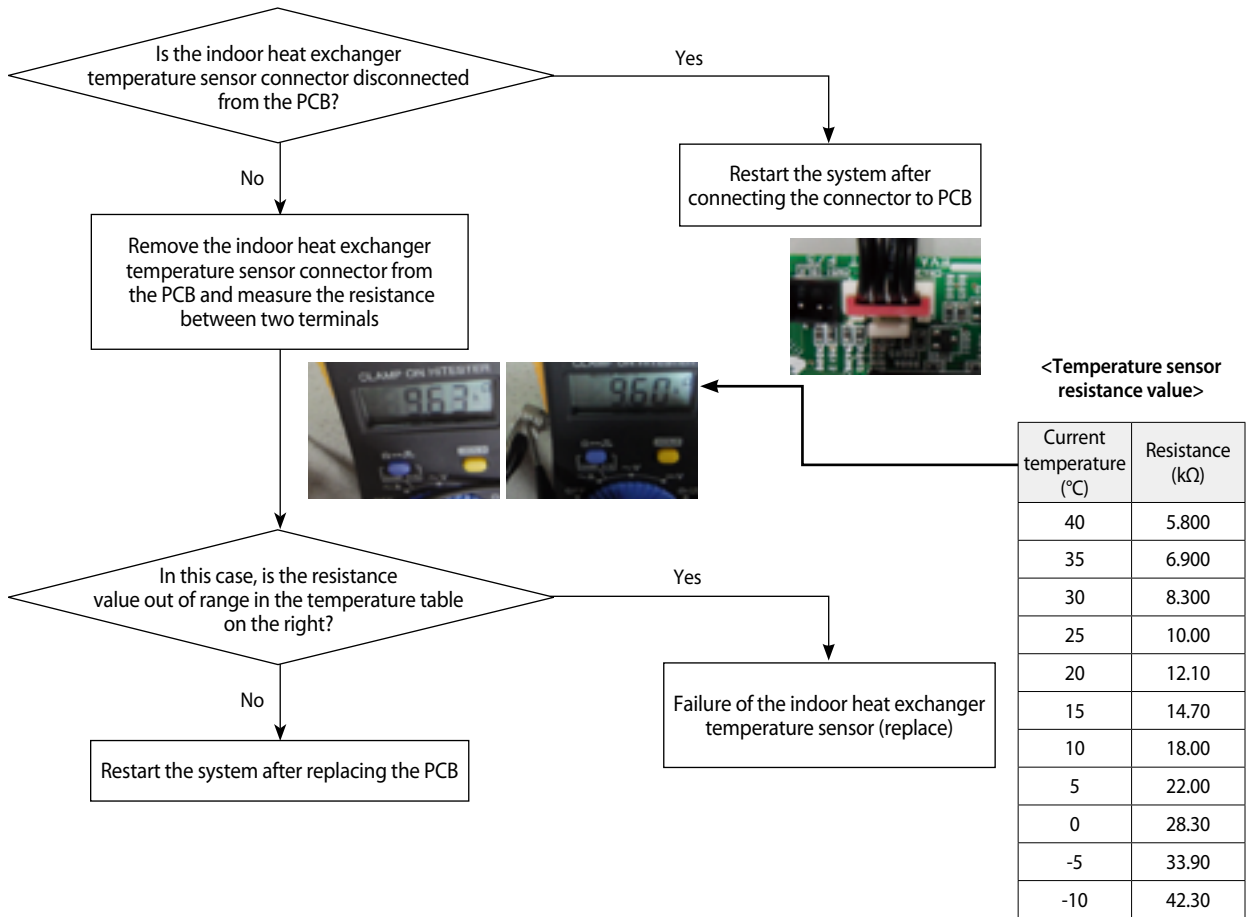 Is the indoor heat exchanger
temperature sensor connector disconnected
from the PCB?
Yes
No
Restart the system after
connecting the connector to PCB
Remove the indoor heat exchanger
temperature sensor connector from
the PCB and measure the resistance
between two terminals
CLAMP ON HiTESTER
9.63
9.60
<Temperature sensor
resistance value>
Current
temperature
(°C)
Resistance
(kΩ)
40 5.800
35 6.900
30 8.300
25 10.00
20 12.10
15 14.70
10 18.00
5 22.00
0 28.30
-5 33.90
-10 42.30
In this case, is the resistance
value out of range in the temperature table
on the right?
Yes
No
Failure of the indoor heat exchanger
temperature sensor (replace)
Restart the system after replacing the PCB